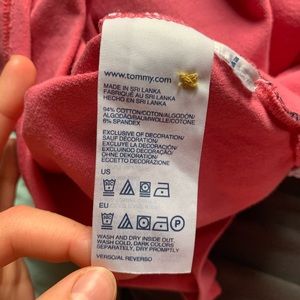 www.tommy.com
MADE IN SRI LANKA
FABRIQUÉ AU SRI LANKA
HECHO EN SRI LANKA
94% COTTON/COTON/ALGODÓN/
ALGODÃO/BAUMWOLLE/COTONE
6% SPANDEX
EXCLUSIVE OF DECORATION/
SAUF DÉCORATION/
EXCLUYE LA DECORACIÓN/
EXCLUI DECORAÇÃO/
OHNE DEKORATION/
ECCETTO DECORAZIONE
US
EU
WASH AND DRY INSIDE OUT
WASH COLD, DARK COLORS
SEPARATELY, DRY PROMPTLY
VERSO/AL REVERSO